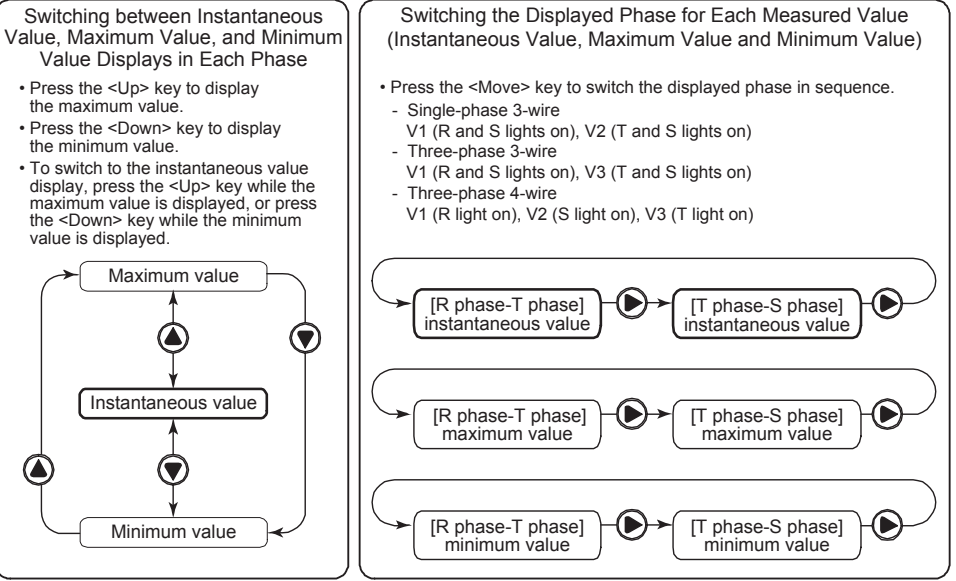 Switching between Instantaneous
Value, Maximum Value, and Minimum
Value Displays in Each Phase
• Press the <Up> key to display
the maximum value.
• Press the <Down> key to display
the minimum value.
• To switch to the instantaneous value
display, press the <Up> key while the
maximum value is displayed, or press
the <Down> key while the minimum
value is displayed.
Maximum value
Instantaneous value
Minimum value
Switching the Displayed Phase for Each Measured Value
(Instantaneous Value, Maximum Value and Minimum Value)
• Press the <Move> key to switch the displayed phase in sequence.
- Single-phase 3-wire
V1 (R and S lights on), V2 (T and S lights on)
- Three-phase 3-wire
V1 (R and S lights on), V3 (T and S lights on)
- Three-phase 4-wire
V1 (R light on), V2 (S light on), V3 (T light on)
[R phase-T phase]
instantaneous value
[T phase-S phase]
instantaneous value
[R phase-T phase]
maximum value
[T phase-S phase]
maximum value
[R phase-T phase]
minimum value
[T phase-S phase]
minimum value